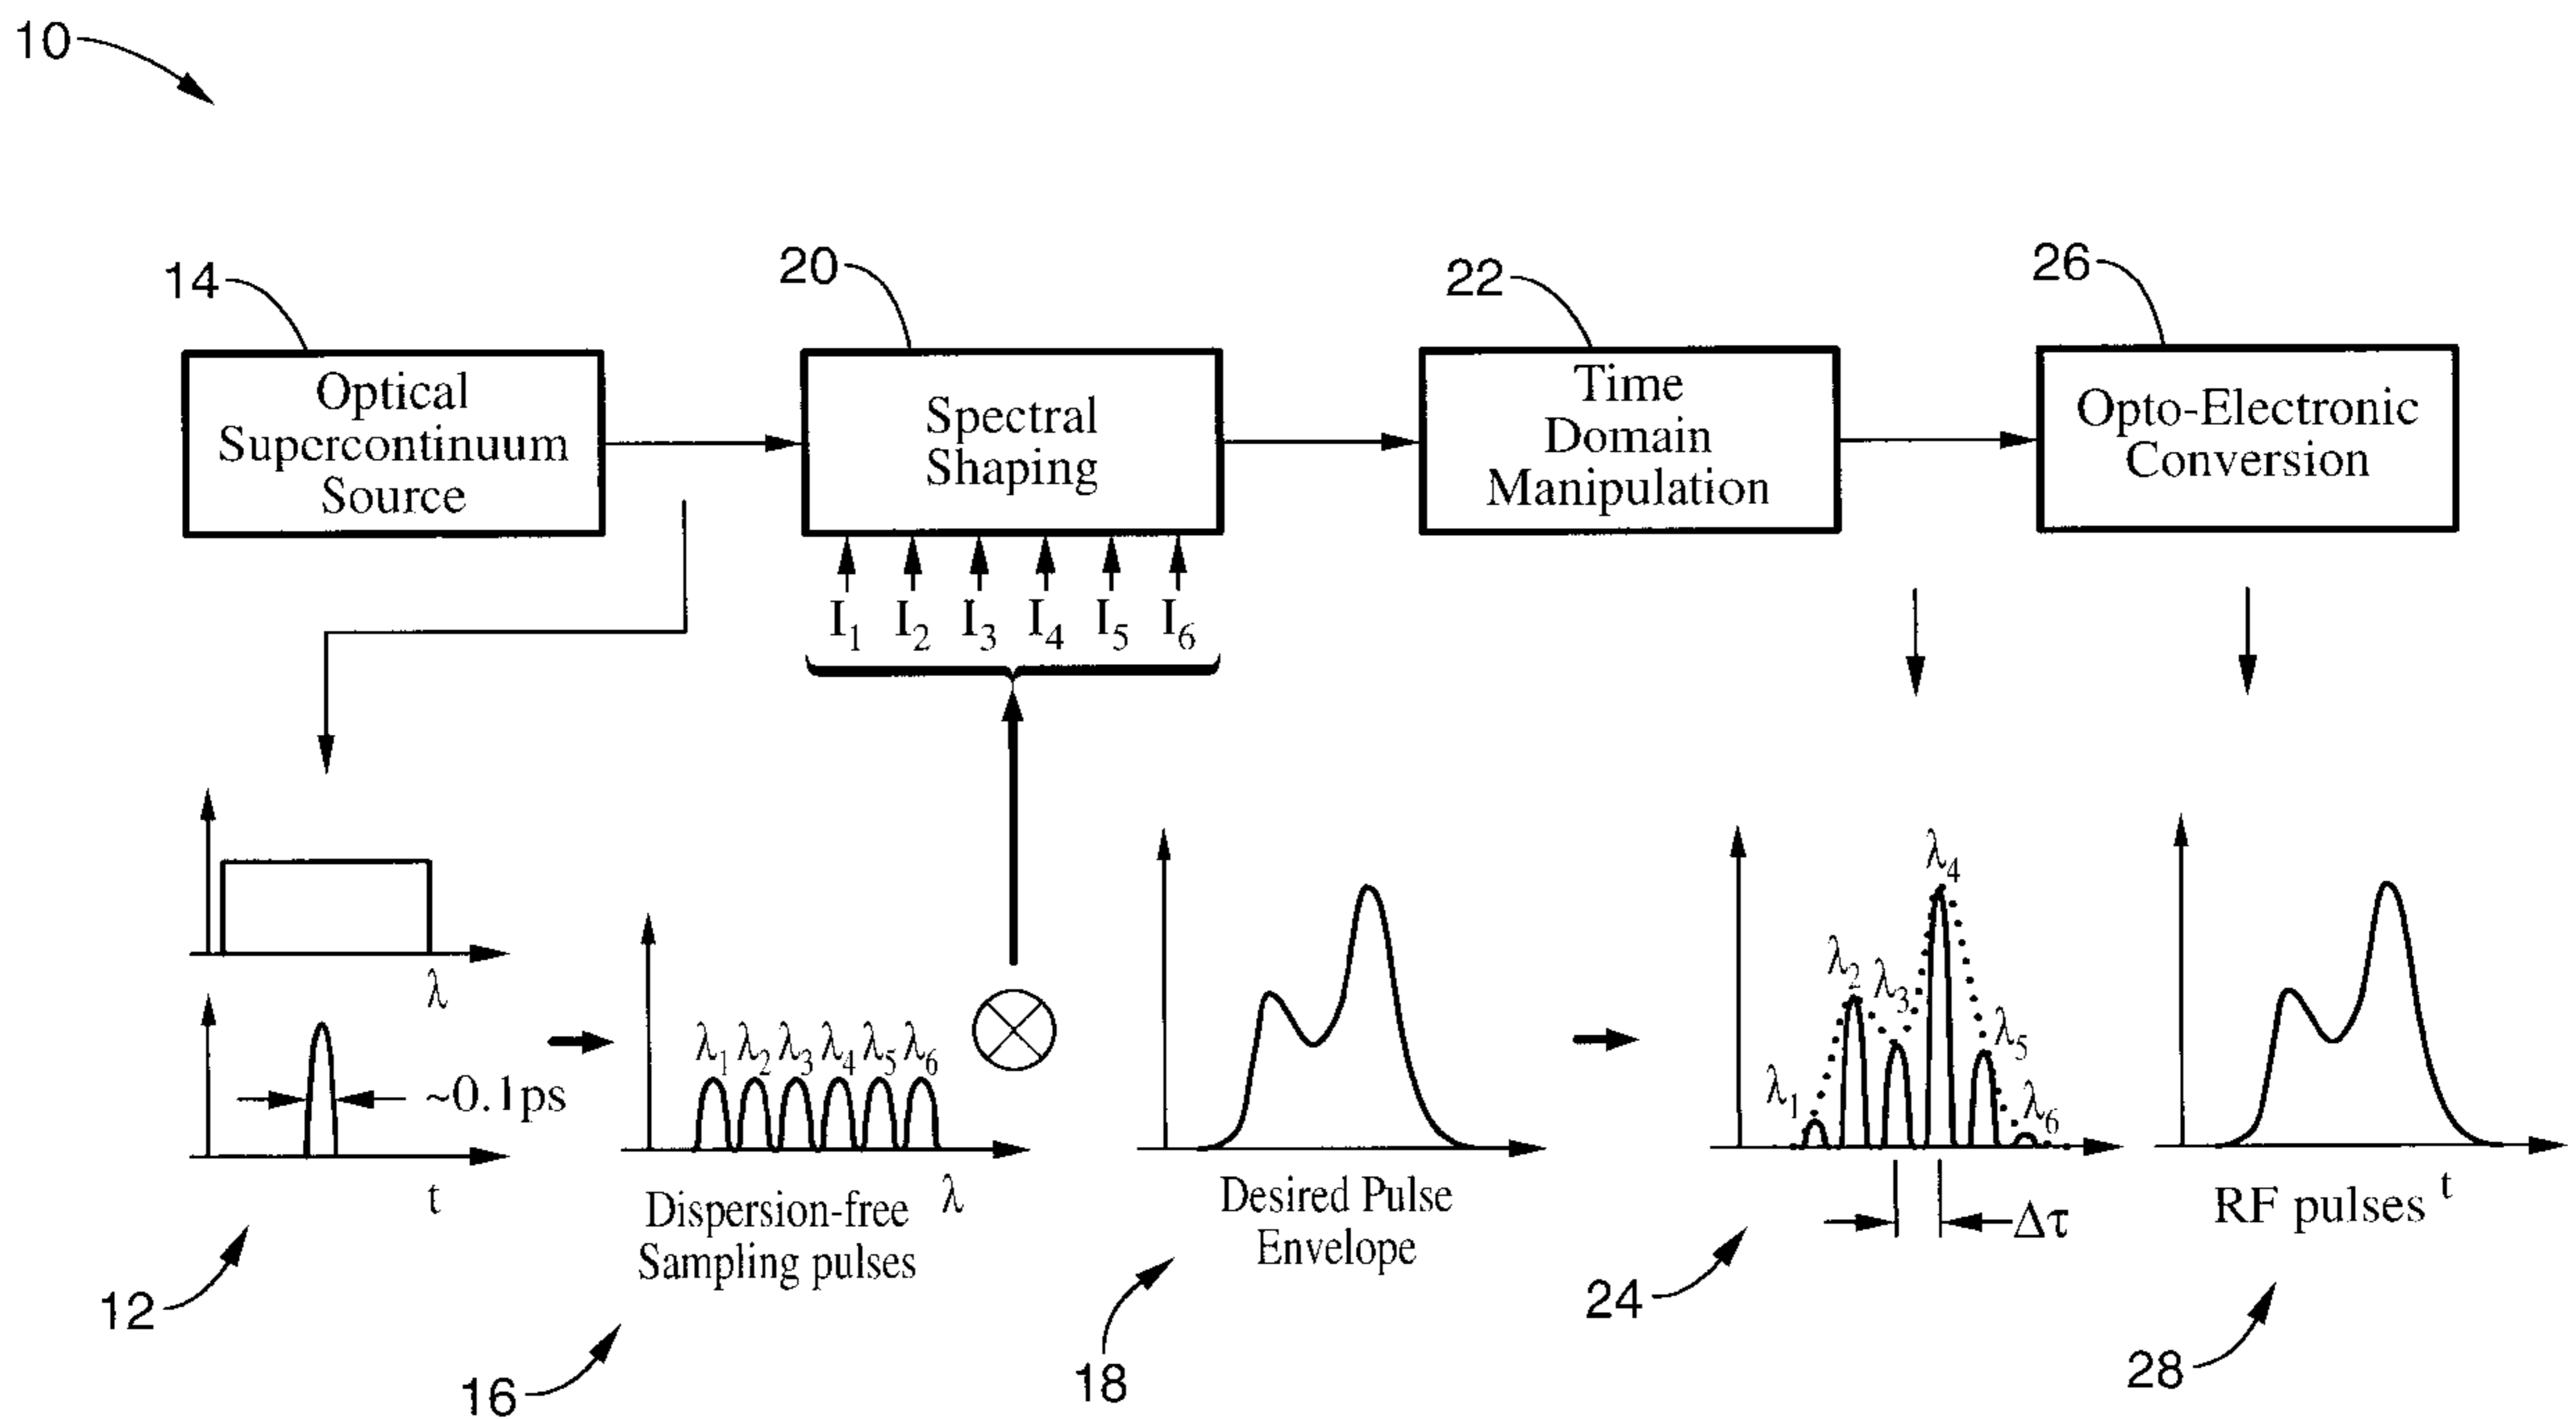 10
14
20
22
26
Optical
Supercontinuum
Source
Spectral
Shaping
Time
Domain
Manipulation
Opto-Electronic
Conversion
I1 I2 I3 I4 I5 I6
λ
~0.1ps
t
λ1 λ2 λ3 λ4 λ5 λ6
λ
Dispersion-free
Sampling pulses
Desired Pulse
Envelope
λ1 λ2 λ3 λ4 λ5 λ6
Δτ
t
RF pulses
12
16
18
24
28